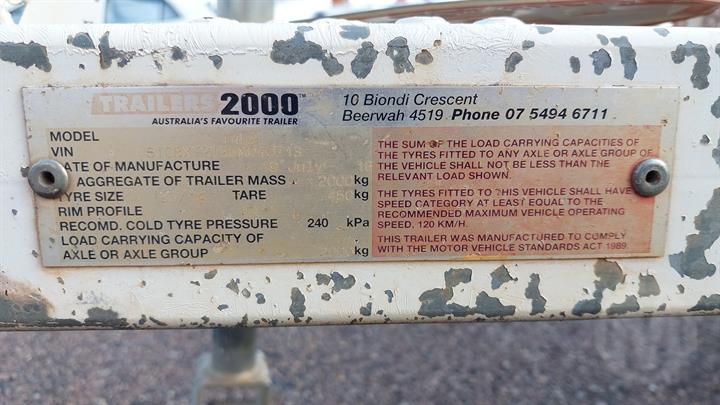 TRAILERS 2000™
AUSTRALIA'S FAVOURITE TRAILER
10 Biondi Crescent
Beerwah 4519 Phone 07 5494 6711
MODEL
VIN
DATE OF MANUFACTURE
AGGREGATE OF TRAILER MASS 2000 kg
TYRE SIZE TARE kg
RIM PROFILE
RECOMD. COLD TYRE PRESSURE 240 kPa
LOAD CARRYING CAPACITY OF
AXLE OR AXLE GROUP kg
THE SUM OF THE LOAD CARRYING CAPACITIES OF
THE TYRES FITTED TO ANY AXLE OR AXLE GROUP OF
THE VEHICLE SHALL NOT BE LESS THAN THE
RELEVANT LOAD SHOWN.
THE TYRES FITTED TO THIS VEHICLE SHALL HAVE
SPEED CATEGORY AT LEAST EQUAL TO THE
RECOMMENDED MAXIMUM VEHICLE OPERATING
SPEED, 120 KM/H.
THIS TRAILER WAS MANUFACTURED TO COMPLY
WITH THE MOTOR VEHICLE STANDARDS ACT 1989.